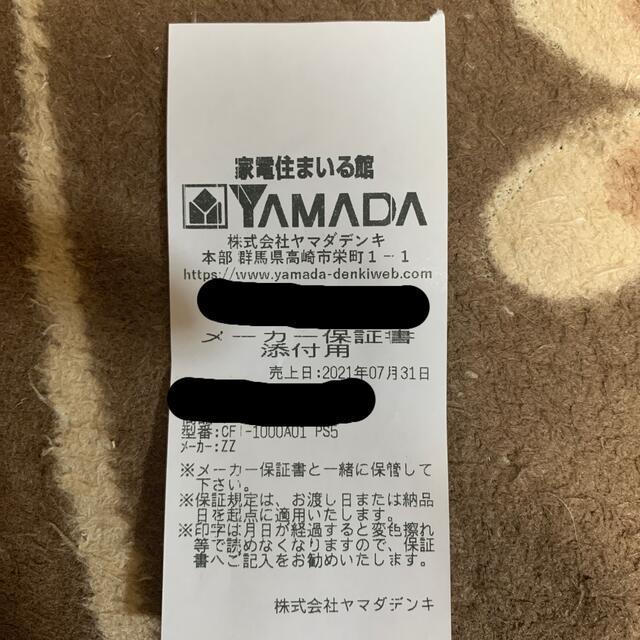 家電住まいる館
YAMADA
株式会社ヤマダデンキ
本部 群馬県高崎市栄町1-1
https://www.yamada-denkiweb.com
メーカー保証書
添付用
売上日:2021年07月31日
型番:CFI-1000A01 PS5
メーカー:ZZ
※メーカー保証書と一緒に保管して
下さい。
※保証規定は、お渡し日または納品
日を起点に適用いたします。
※印字は月日が経過すると変色擦れ
等で読めなくなりますので、保証
書へご記入をお勧めいたします。
株式会社ヤマダデンキ